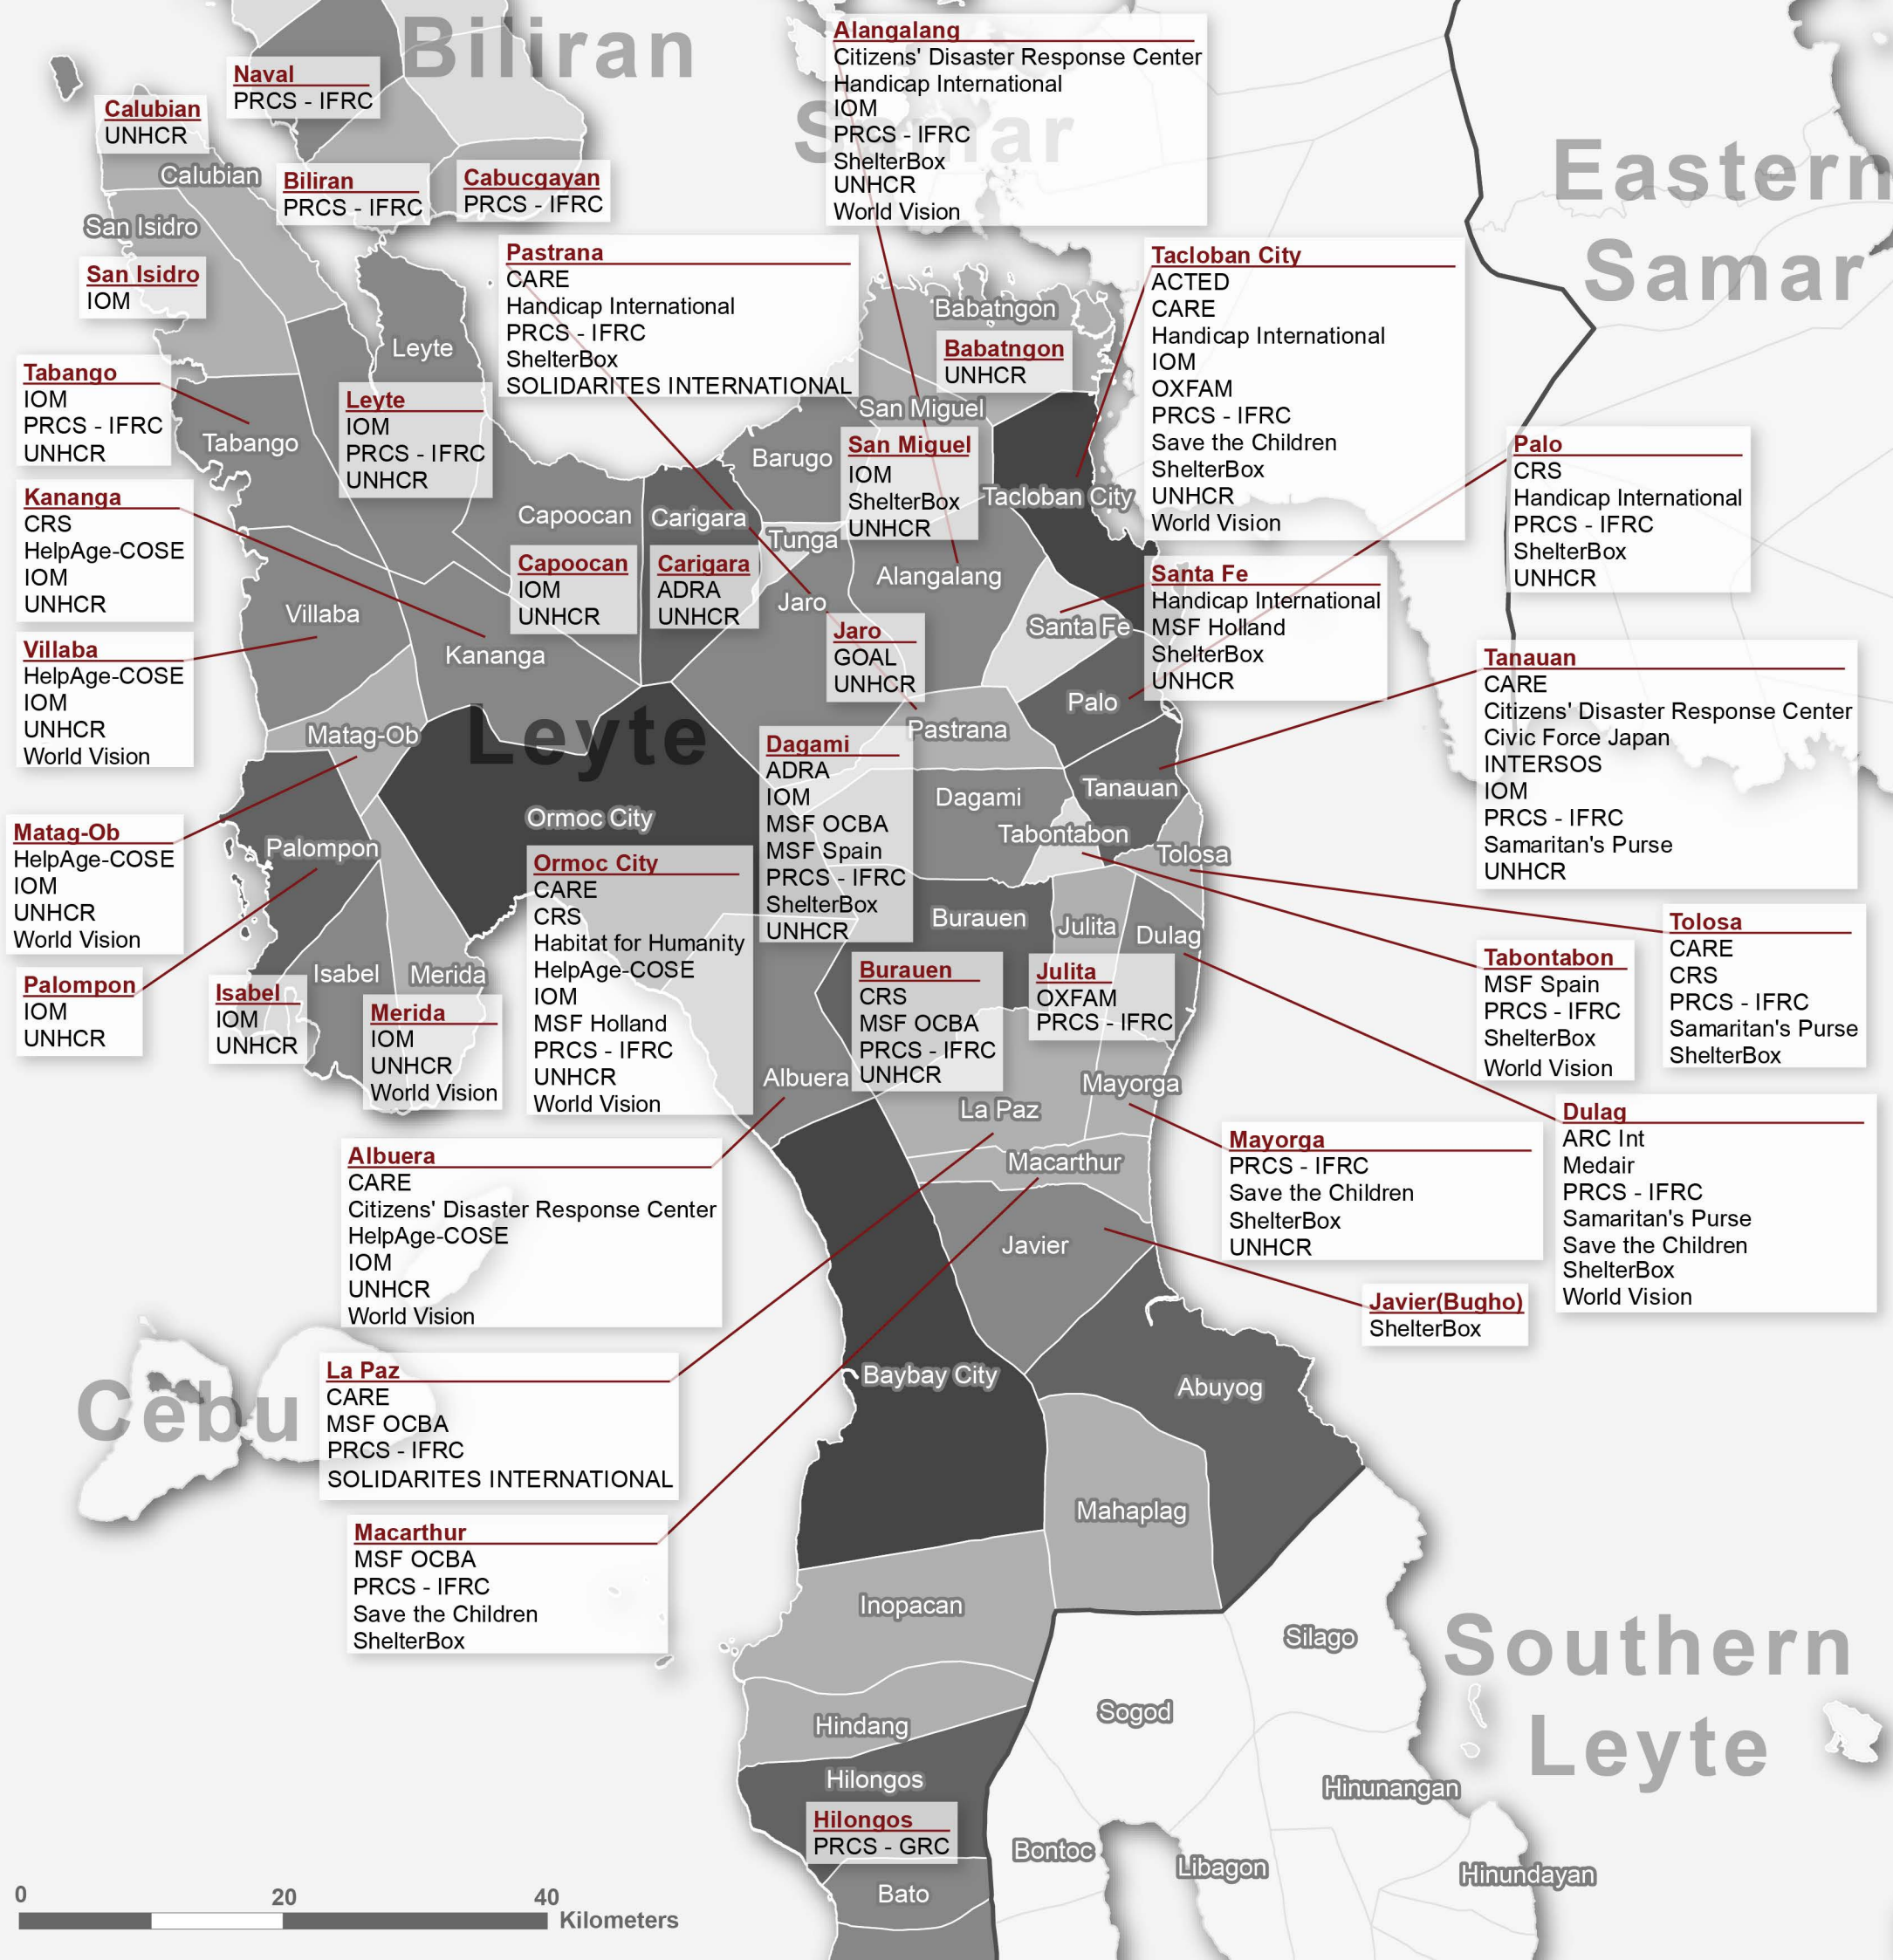 Biliran
Samar
Eastern
Samar
Leyte
Cebu
Southern
Leyte
Naval
PRCS - IFRC
Calubian
UNHCR
Calubian
Biliran
PRCS - IFRC
Cabucgayan
PRCS - IFRC
Alangalang
Citizens' Disaster Response Center
Handicap International
IOM
PRCS - IFRC
ShelterBox
UNHCR
World Vision
San Isidro
San Isidro
IOM
Pastrana
CARE
Handicap International
PRCS - IFRC
ShelterBox
SOLIDARITES INTERNATIONAL
Tacloban City
ACTED
CARE
Handicap International
IOM
OXFAM
PRCS - IFRC
Save the Children
ShelterBox
UNHCR
World Vision
Babatngon
Babatngon
UNHCR
Leyte
Leyte
IOM
PRCS - IFRC
UNHCR
Tabango
IOM
PRCS - IFRC
UNHCR
Tabango
San Miguel
San Miguel
IOM
ShelterBox
UNHCR
Barugo
Tacloban City
Palo
CRS
Handicap International
PRCS - IFRC
ShelterBox
UNHCR
Kananga
CRS
HelpAge-COSE
IOM
UNHCR
Capoocan
Carigara
Tunga
Capoocan
IOM
UNHCR
Carigara
ADRA
UNHCR
Alangalang
Jaro
Jaro
GOAL
UNHCR
Santa Fe
Handicap International
MSF Holland
ShelterBox
UNHCR
Santa Fe
Villaba
Villaba
HelpAge-COSE
IOM
UNHCR
World Vision
Kananga
Tanauan
CARE
Citizens' Disaster Response Center
Civic Force Japan
INTERSOS
IOM
PRCS - IFRC
Samaritan's Purse
UNHCR
Palo
Pastrana
Matag-Ob
Dagami
ADRA
IOM
MSF OCBA
MSF Spain
PRCS - IFRC
ShelterBox
UNHCR
Dagami
Tanauan
Tabontabon
Tolosa
Ormoc City
Matag-Ob
HelpAge-COSE
IOM
UNHCR
World Vision
Palompon
Ormoc City
CARE
CRS
Habitat for Humanity
HelpAge-COSE
IOM
MSF Holland
PRCS - IFRC
UNHCR
World Vision
Burauen
Julita
Dulag
Tolosa
CARE
CRS
PRCS - IFRC
Samaritan's Purse
ShelterBox
Tabontabon
MSF Spain
PRCS - IFRC
ShelterBox
World Vision
Palompon
IOM
UNHCR
Isabel
Merida
Isabel
IOM
UNHCR
Merida
IOM
UNHCR
World Vision
Burauen
CRS
MSF OCBA
PRCS - IFRC
UNHCR
Julita
OXFAM
PRCS - IFRC
Albuera
Mayorga
La Paz
Macarthur
Dulag
ARC Int
Medair
PRCS - IFRC
Samaritan's Purse
Save the Children
ShelterBox
World Vision
Mayorga
PRCS - IFRC
Save the Children
ShelterBox
UNHCR
Albuera
CARE
Citizens' Disaster Response Center
HelpAge-COSE
IOM
UNHCR
World Vision
Javier
Javier(Bugho)
ShelterBox
La Paz
CARE
MSF OCBA
PRCS - IFRC
SOLIDARITES INTERNATIONAL
Baybay City
Abuyog
Macarthur
MSF OCBA
PRCS - IFRC
Save the Children
ShelterBox
Mahaplag
Inopacan
Silago
Sogod
Hindang
Hilongos
Hilongos
PRCS - GRC
Hinunangan
Bontoc
Libagon
Hinundayan
Bato
0 20 40
Kilometers